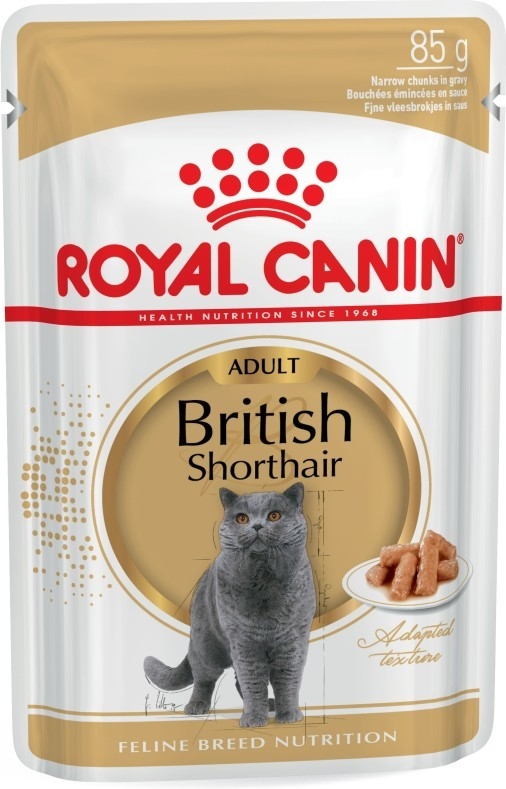 85 g
Narrow chunks in gravy
Bouchées émincées en sauce
Fijne vleesbrokjes in saus
ROYAL CANIN®
HEALTH NUTRITION SINCE 1968
ADULT
British
Shorthair
Adapted
texture
FELINE BREED NUTRITION